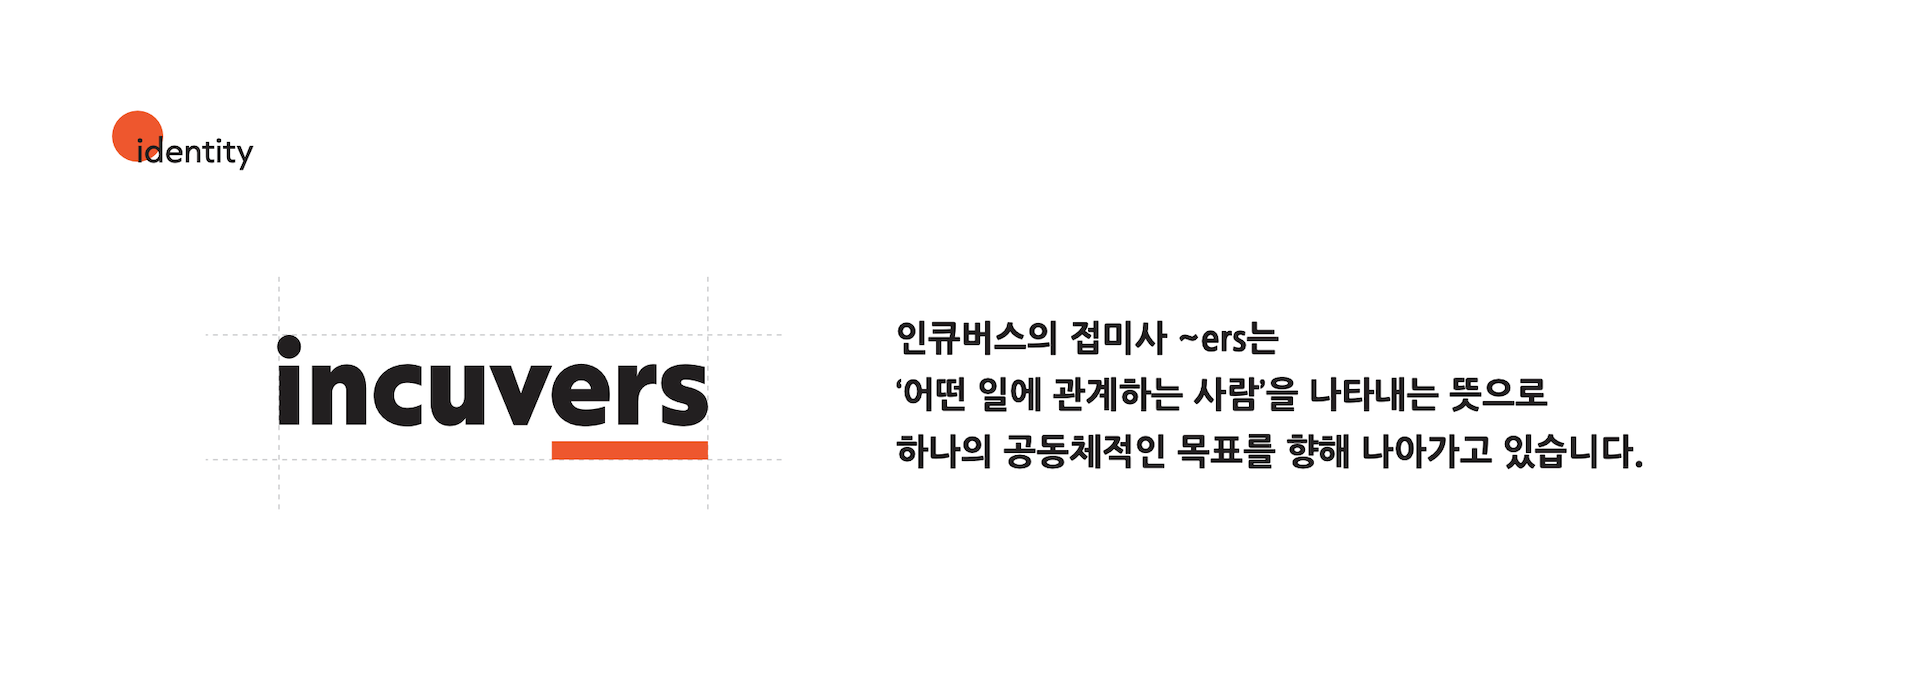 identity
incuvers
인큐버스의 접미사 ~ers는
‘어떤 일에 관계하는 사람’을 나타내는 뜻으로
하나의 공동체적인 목표를 향해 나아가고 있습니다.